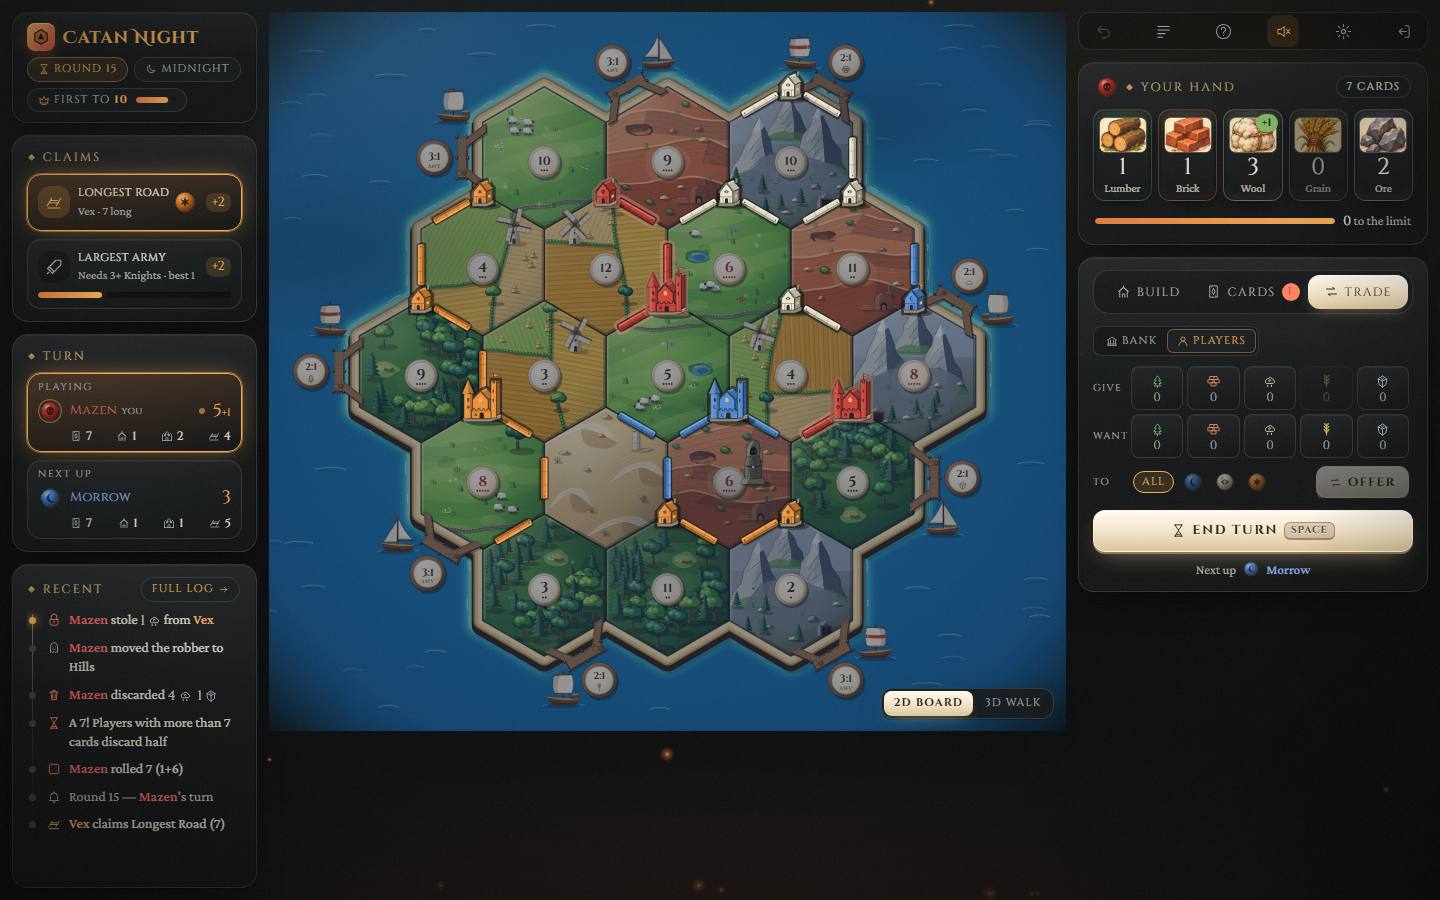 CATAN NIGHT
ROUND 15
MIDNIGHT
FIRST TO 10
CLAIMS
LONGEST ROAD
Vex · 7 long
+2
LARGEST ARMY
Needs 3+ Knights · best 1
+2
TURN
PLAYING
MAZEN YOU
5+1
7 1 2 4
NEXT UP
MORROW
3
7 1 1 5
RECENT
FULL LOG →
Mazen stole 1 from Vex
Mazen moved the robber to
Hills
Mazen discarded 4 1
A 7! Players with more than 7
cards discard half
Mazen rolled 7 (1+6)
Round 15 — Mazen's turn
Vex claims Longest Road (7)
3:1
ANY
2:1
3:1
ANY
10
9
10
4
12
6
11
2:1
2:1
9
3
5
4
8
8
6
5
2:1
3:1
ANY
3
11
2
2:1
3:1
ANY
2D BOARD
3D WALK
YOUR HAND
7 CARDS
+1
1
1
3
0
2
Lumber
Brick
Wool
Grain
Ore
0 to the limit
BUILD
CARDS 1
TRADE
BANK
PLAYERS
GIVE
0 0 0 0 0
WANT
0 0 0 0 0
TO
ALL
OFFER
END TURN SPACE
Next up Morrow